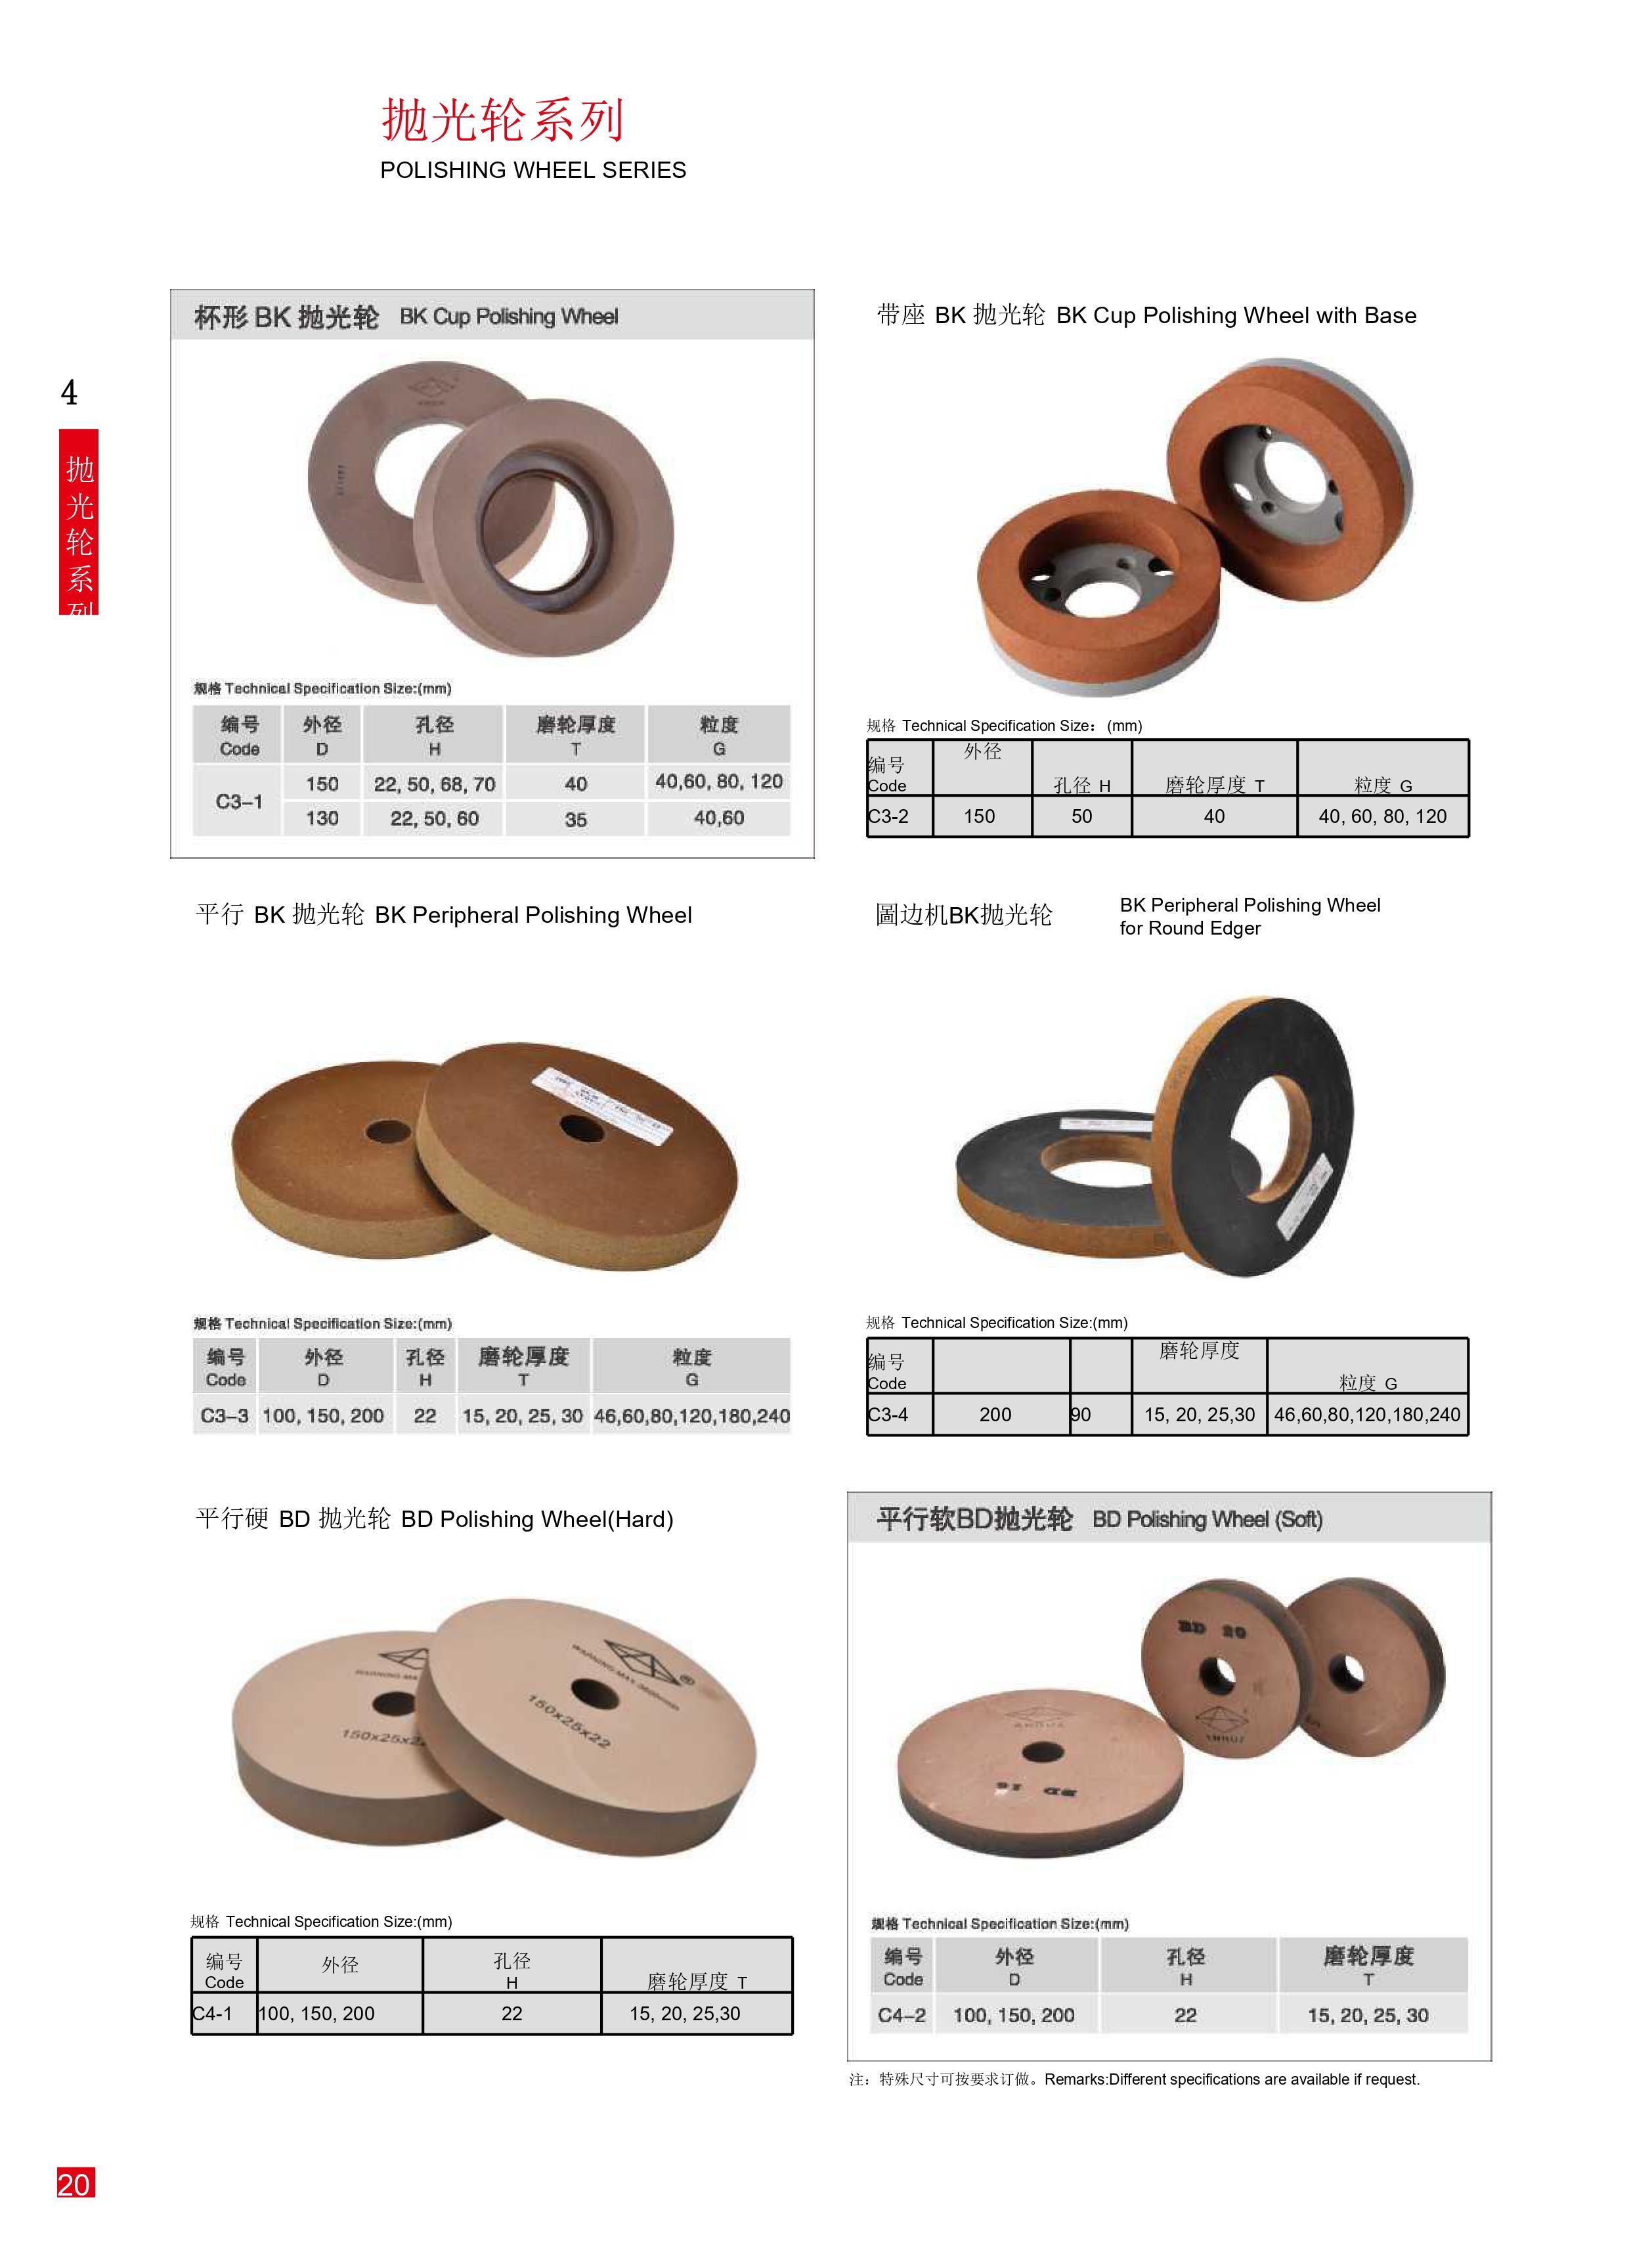 抛光轮系列
POLISHING WHEEL SERIES
4
抛光轮系列
杯形 BK 抛光轮 BK Cup Polishing Wheel
规格 Technical Specification Size:(mm)
编号 外径 孔径 磨轮厚度 粒度
Code D H T G
C3-1 150 22, 50, 68, 70 40 40,60, 80, 120
130 22, 50, 60 35 40,60
带座 BK 抛光轮 BK Cup Polishing Wheel with Base
规格 Technical Specification Size: (mm)
编号 外径
Code 孔径 H 磨轮厚度 T 粒度 G
C3-2 150 50 40 40, 60, 80, 120
平行 BK 抛光轮 BK Peripheral Polishing Wheel
规格 Technical Specification Size:(mm)
编号 外径 孔径 磨轮厚度 粒度
Code D H T G
C3-3 100, 150, 200 22 15, 20, 25, 30 46,60,80,120,180,240
圖边机BK抛光轮 BK Peripheral Polishing Wheel
for Round Edger
规格 Technical Specification Size:(mm)
编号 磨轮厚度
Code 粒度 G
C3-4 200 90 15, 20, 25,30 46,60,80,120,180,240
平行硬 BD 抛光轮 BD Polishing Wheel(Hard)
150x25x22
规格 Technical Specification Size:(mm)
编号 外径 孔径
Code H 磨轮厚度 T
C4-1 100, 150, 200 22 15, 20, 25,30
平行软BD抛光轮 BD Polishing Wheel (Soft)
BD 20
规格 Technical Specification Size:(mm)
编号 外径 孔径 磨轮厚度
Code D H T
C4-2 100, 150, 200 22 15, 20, 25, 30
注: 特殊尺寸可按要求订做。Remarks:Different specifications are available if request.
20